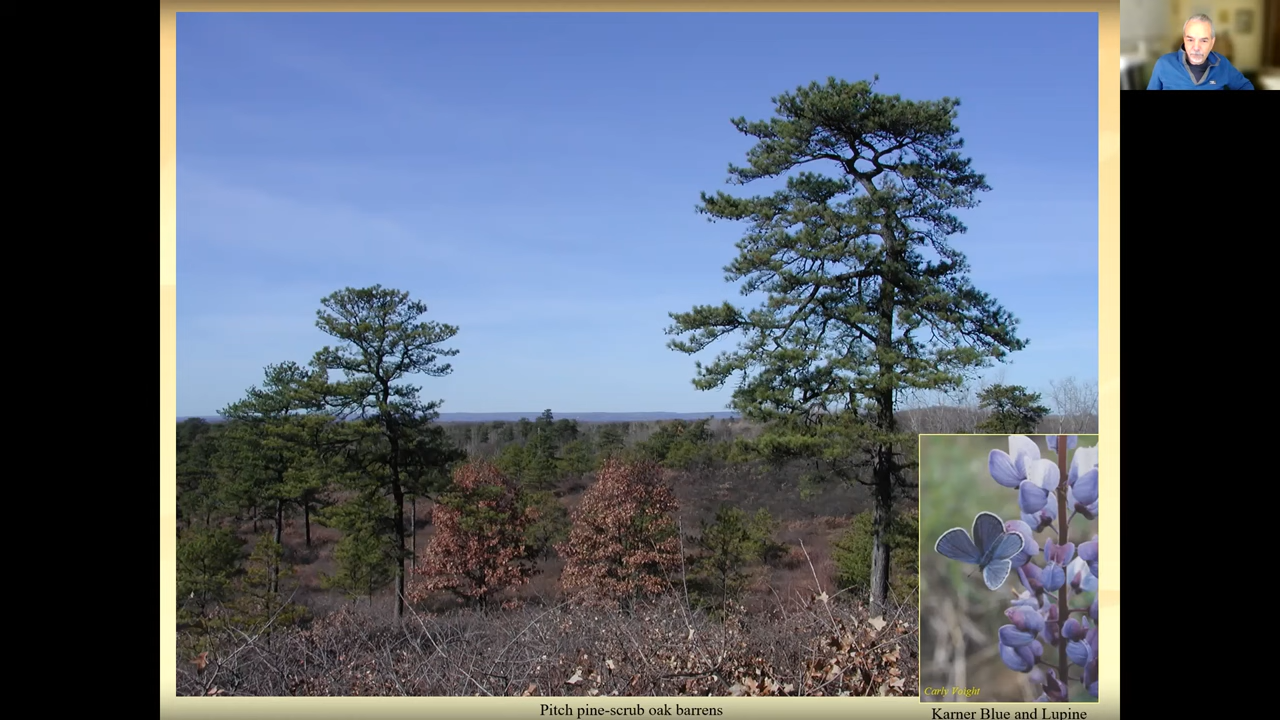 Carly Voight
Pitch pine-scrub oak barrens
Karner Blue and Lupine